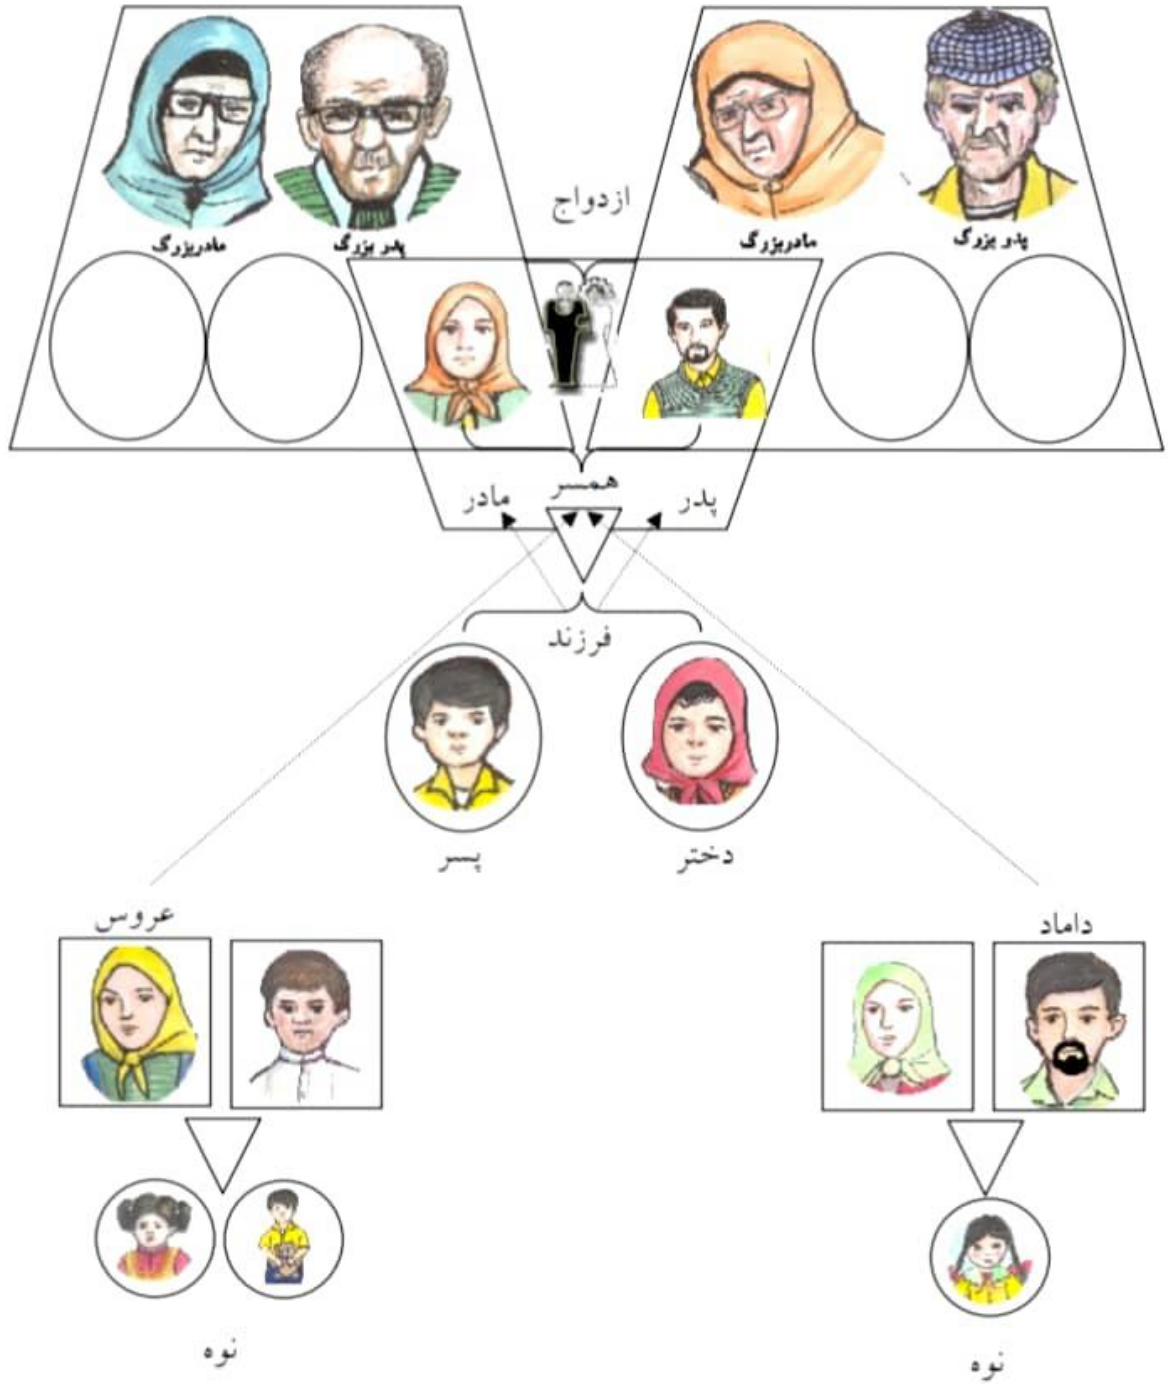 ازدواج
پدر بزرگ
مادربزرگ
پدر بزرگ
مادربزرگ
همسر
پدر
مادر
فرزند
دختر
پسر
داماد
عروس
نوه
نوه